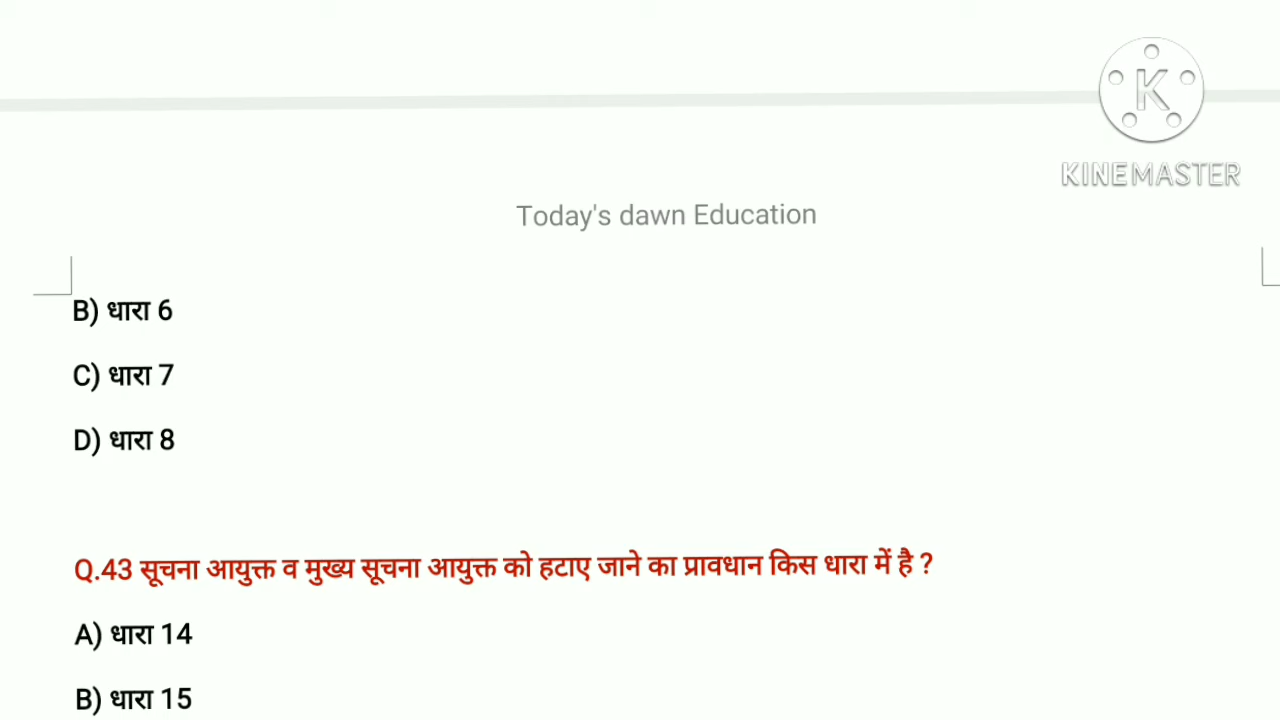 K
KINEMASTER
Today's dawn Education
B) धारा 6
C) धारा 7
D) धारा 8
Q.43 सूचना आयुक्त व मुख्य सूचना आयुक्त को हटाए जाने का प्रावधान किस धारा में है ?
A) धारा 14
B) धारा 15